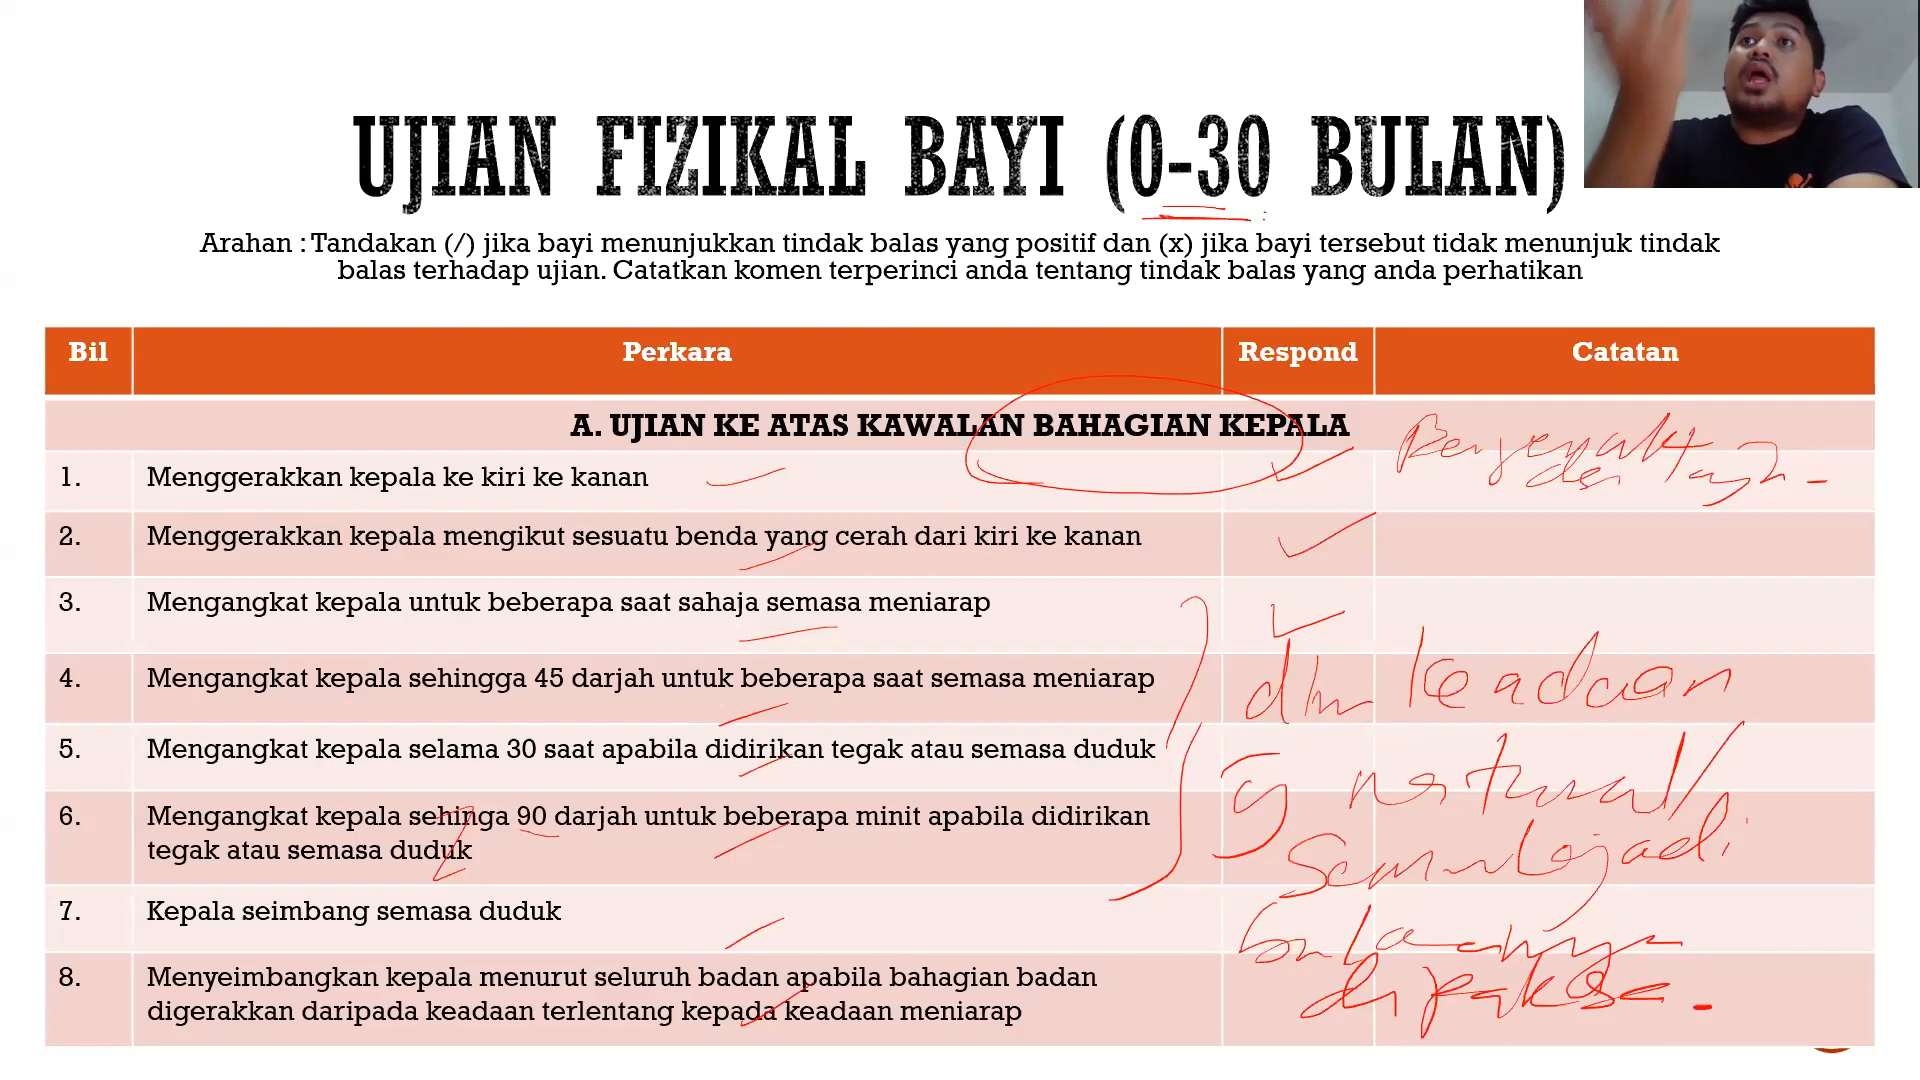 UJIAN FIZIKAL BAYI (0-30 BULAN)
Arahan : Tandakan (/) jika bayi menunjukkan tindak balas yang positif dan (x) jika bayi tersebut tidak menunjuk tindak
balas terhadap ujian. Catatkan komen terperinci anda tentang tindak balas yang anda perhatikan
Bil Perkara Respond Catatan
A. UJIAN KE ATAS KAWALAN BAHAGIAN KEPALA
1. Menggerakkan kepala ke kiri ke kanan
2. Menggerakkan kepala mengikut sesuatu benda yang cerah dari kiri ke kanan
3. Mengangkat kepala untuk beberapa saat sahaja semasa meniarap
4. Mengangkat kepala sehingga 45 darjah untuk beberapa saat semasa meniarap
dlm keadaan
5. Mengangkat kepala selama 30 saat apabila didirikan tegak atau semasa duduk
yg natural/
6. Mengangkat kepala sehinga 90 darjah untuk beberapa minit apabila didirikan
tegak atau semasa duduk
semulajadi
7. Kepala seimbang semasa duduk
bukannya
8. Menyeimbangkan kepala menurut seluruh badan apabila bahagian badan
digerakkan daripada keadaan terlentang kepada keadaan meniarap
dipaksa.